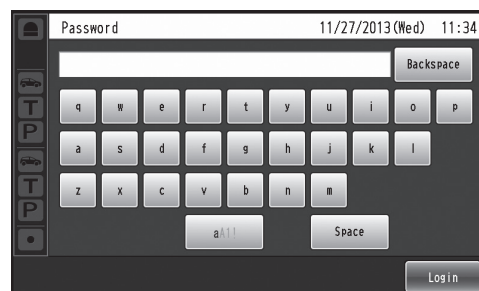 Password 11/27/2013(Wed) 11:34
Backspace
q w e r t y u i o p
T
P
a s d f g h j k l
z x c v b n m
T
P
aA1! Space
Login